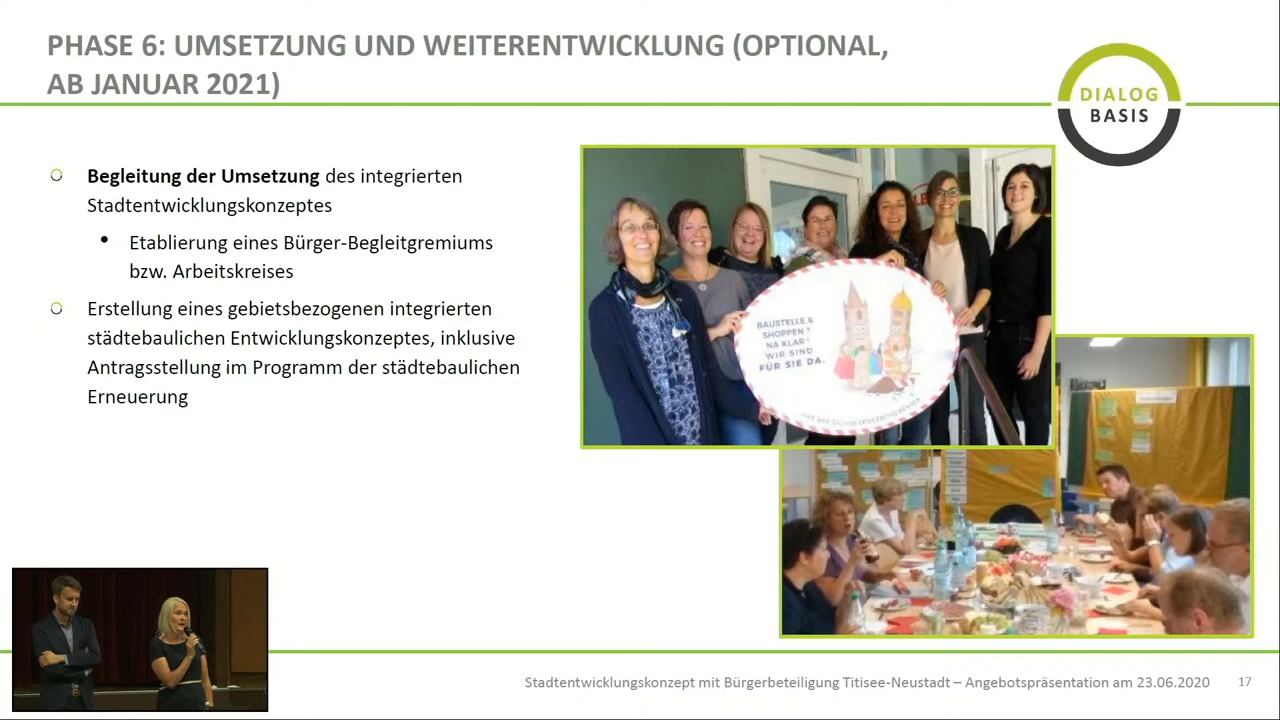 PHASE 6: UMSETZUNG UND WEITERENTWICKLUNG (OPTIONAL,
AB JANUAR 2021)
DIALOG
BASIS
Begleitung der Umsetzung des integrierten
Stadtentwicklungskonzeptes
Etablierung eines Bürger-Begleitgremiums
bzw. Arbeitskreises
Erstellung eines gebietsbezogenen integrierten
städtebaulichen Entwicklungskonzeptes, inklusive
Antragsstellung im Programm der städtebaulichen
Erneuerung
BAUSTELLE &
SHOPPEN?
NA KLAR!
WIR SIND
FÜR SIE DA.
Stadtentwicklungskonzept mit Bürgerbeteiligung Titisee-Neustadt – Angebotspräsentation am 23.06.2020
17